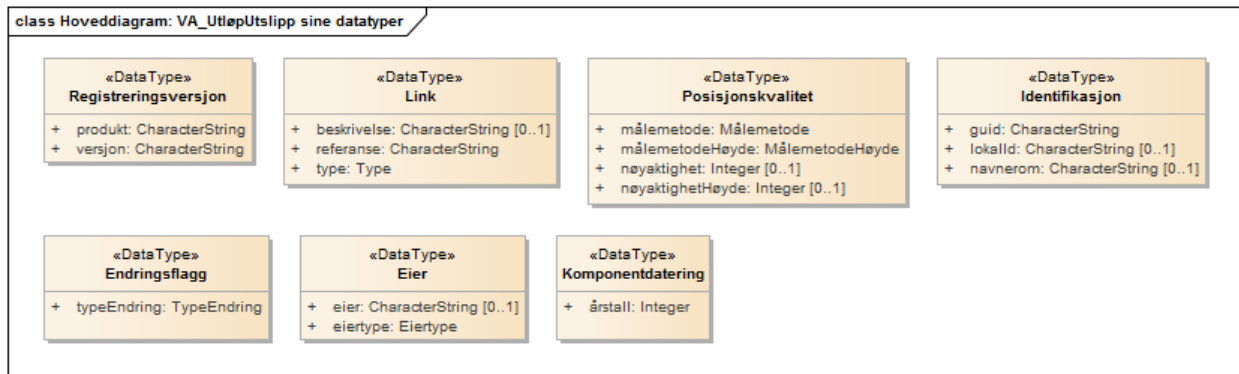 class Hoveddiagram: VA_UtløpUtslipp sine datatyper
«DataType»
Registreringsversjon
+ produkt: CharacterString
+ versjon: CharacterString
«DataType»
Link
+ beskrivelse: CharacterString [0..1]
+ referanse: CharacterString
+ type: Type
«DataType»
Posisjonskvalitet
+ målemetode: Målemetode
+ målemetodeHøyde: MålemetodeHøyde
+ nøyaktighet: Integer [0..1]
+ nøyaktighetHøyde: Integer [0..1]
«DataType»
Identifikasjon
+ guid: CharacterString
+ lokalId: CharacterString [0..1]
+ navnerom: CharacterString [0..1]
«DataType»
Endringsflagg
+ typeEndring: TypeEndring
«DataType»
Eier
+ eier: CharacterString [0..1]
+ eiertype: Eiertype
«DataType»
Komponentdatering
+ årstall: Integer